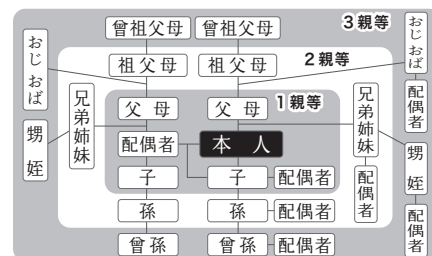 曾祖父母
曾祖父母
3親等
おじ おば
おじ おば
祖父母
祖父母
2親等
配偶者
父母
父母
1親等
兄弟姉妹
兄弟姉妹
甥 姪
配偶者
本人
甥 姪
子
子
配偶者
配偶者
孫
孫
配偶者
配偶者
曾孫
曾孫
配偶者